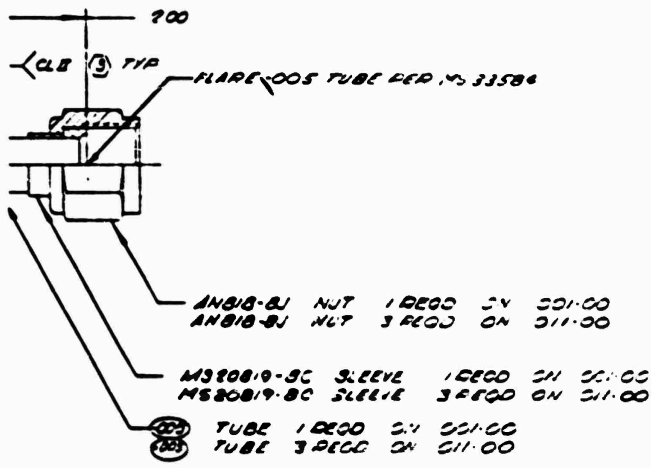 .200
CL II 3 TYP
FLARE -005 TUBE PER MS 33584
AN818-8J NUT 1 REQD ON 001-00
AN818-8J NUT 3 REQD ON 011-00
MS20819-8C SLEEVE 1 REQD ON 001-00
MS20819-8C SLEEVE 3 REQD ON 011-00
TUBE 1 REQD ON 001-00
TUBE 3 REQD ON 011-00